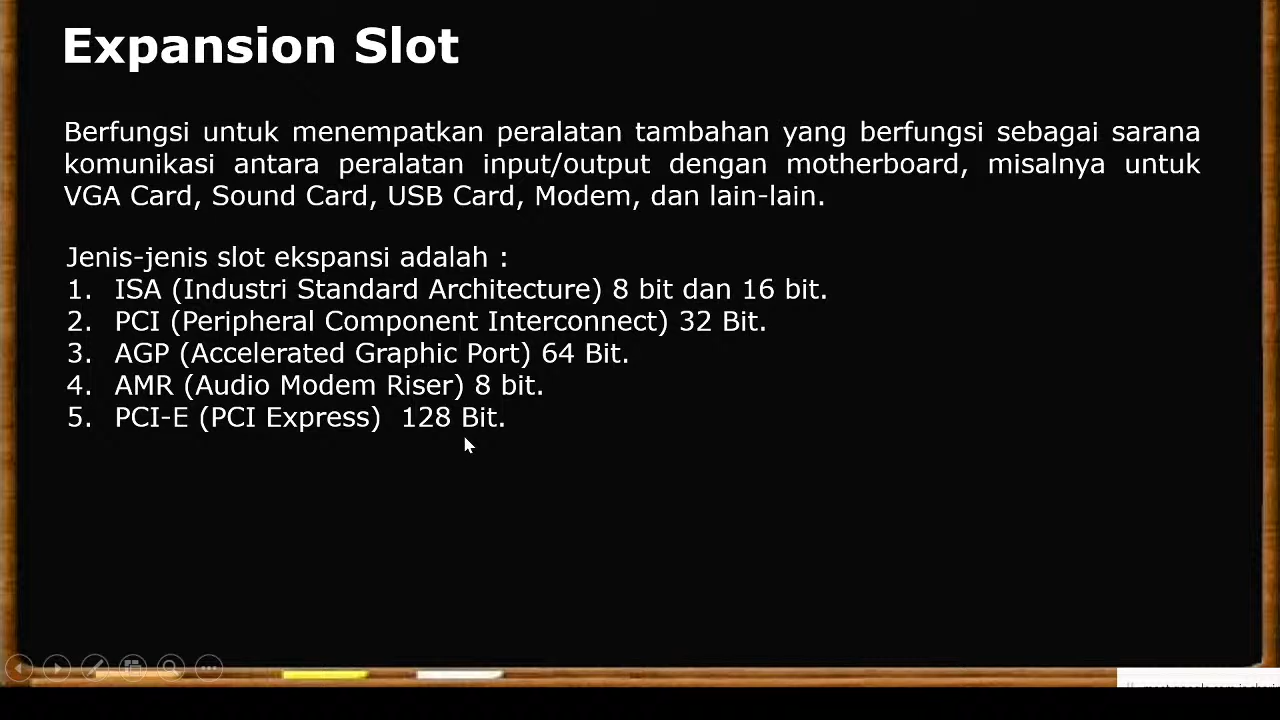 Expansion Slot
Berfungsi untuk menempatkan peralatan tambahan yang berfungsi sebagai sarana
komunikasi antara peralatan input/output dengan motherboard, misalnya untuk
VGA Card, Sound Card, USB Card, Modem, dan lain-lain.
Jenis-jenis slot ekspansi adalah :
1. ISA (Industri Standard Architecture) 8 bit dan 16 bit.
2. PCI (Peripheral Component Interconnect) 32 Bit.
3. AGP (Accelerated Graphic Port) 64 Bit.
4. AMR (Audio Modem Riser) 8 bit.
5. PCI-E (PCI Express) 128 Bit.